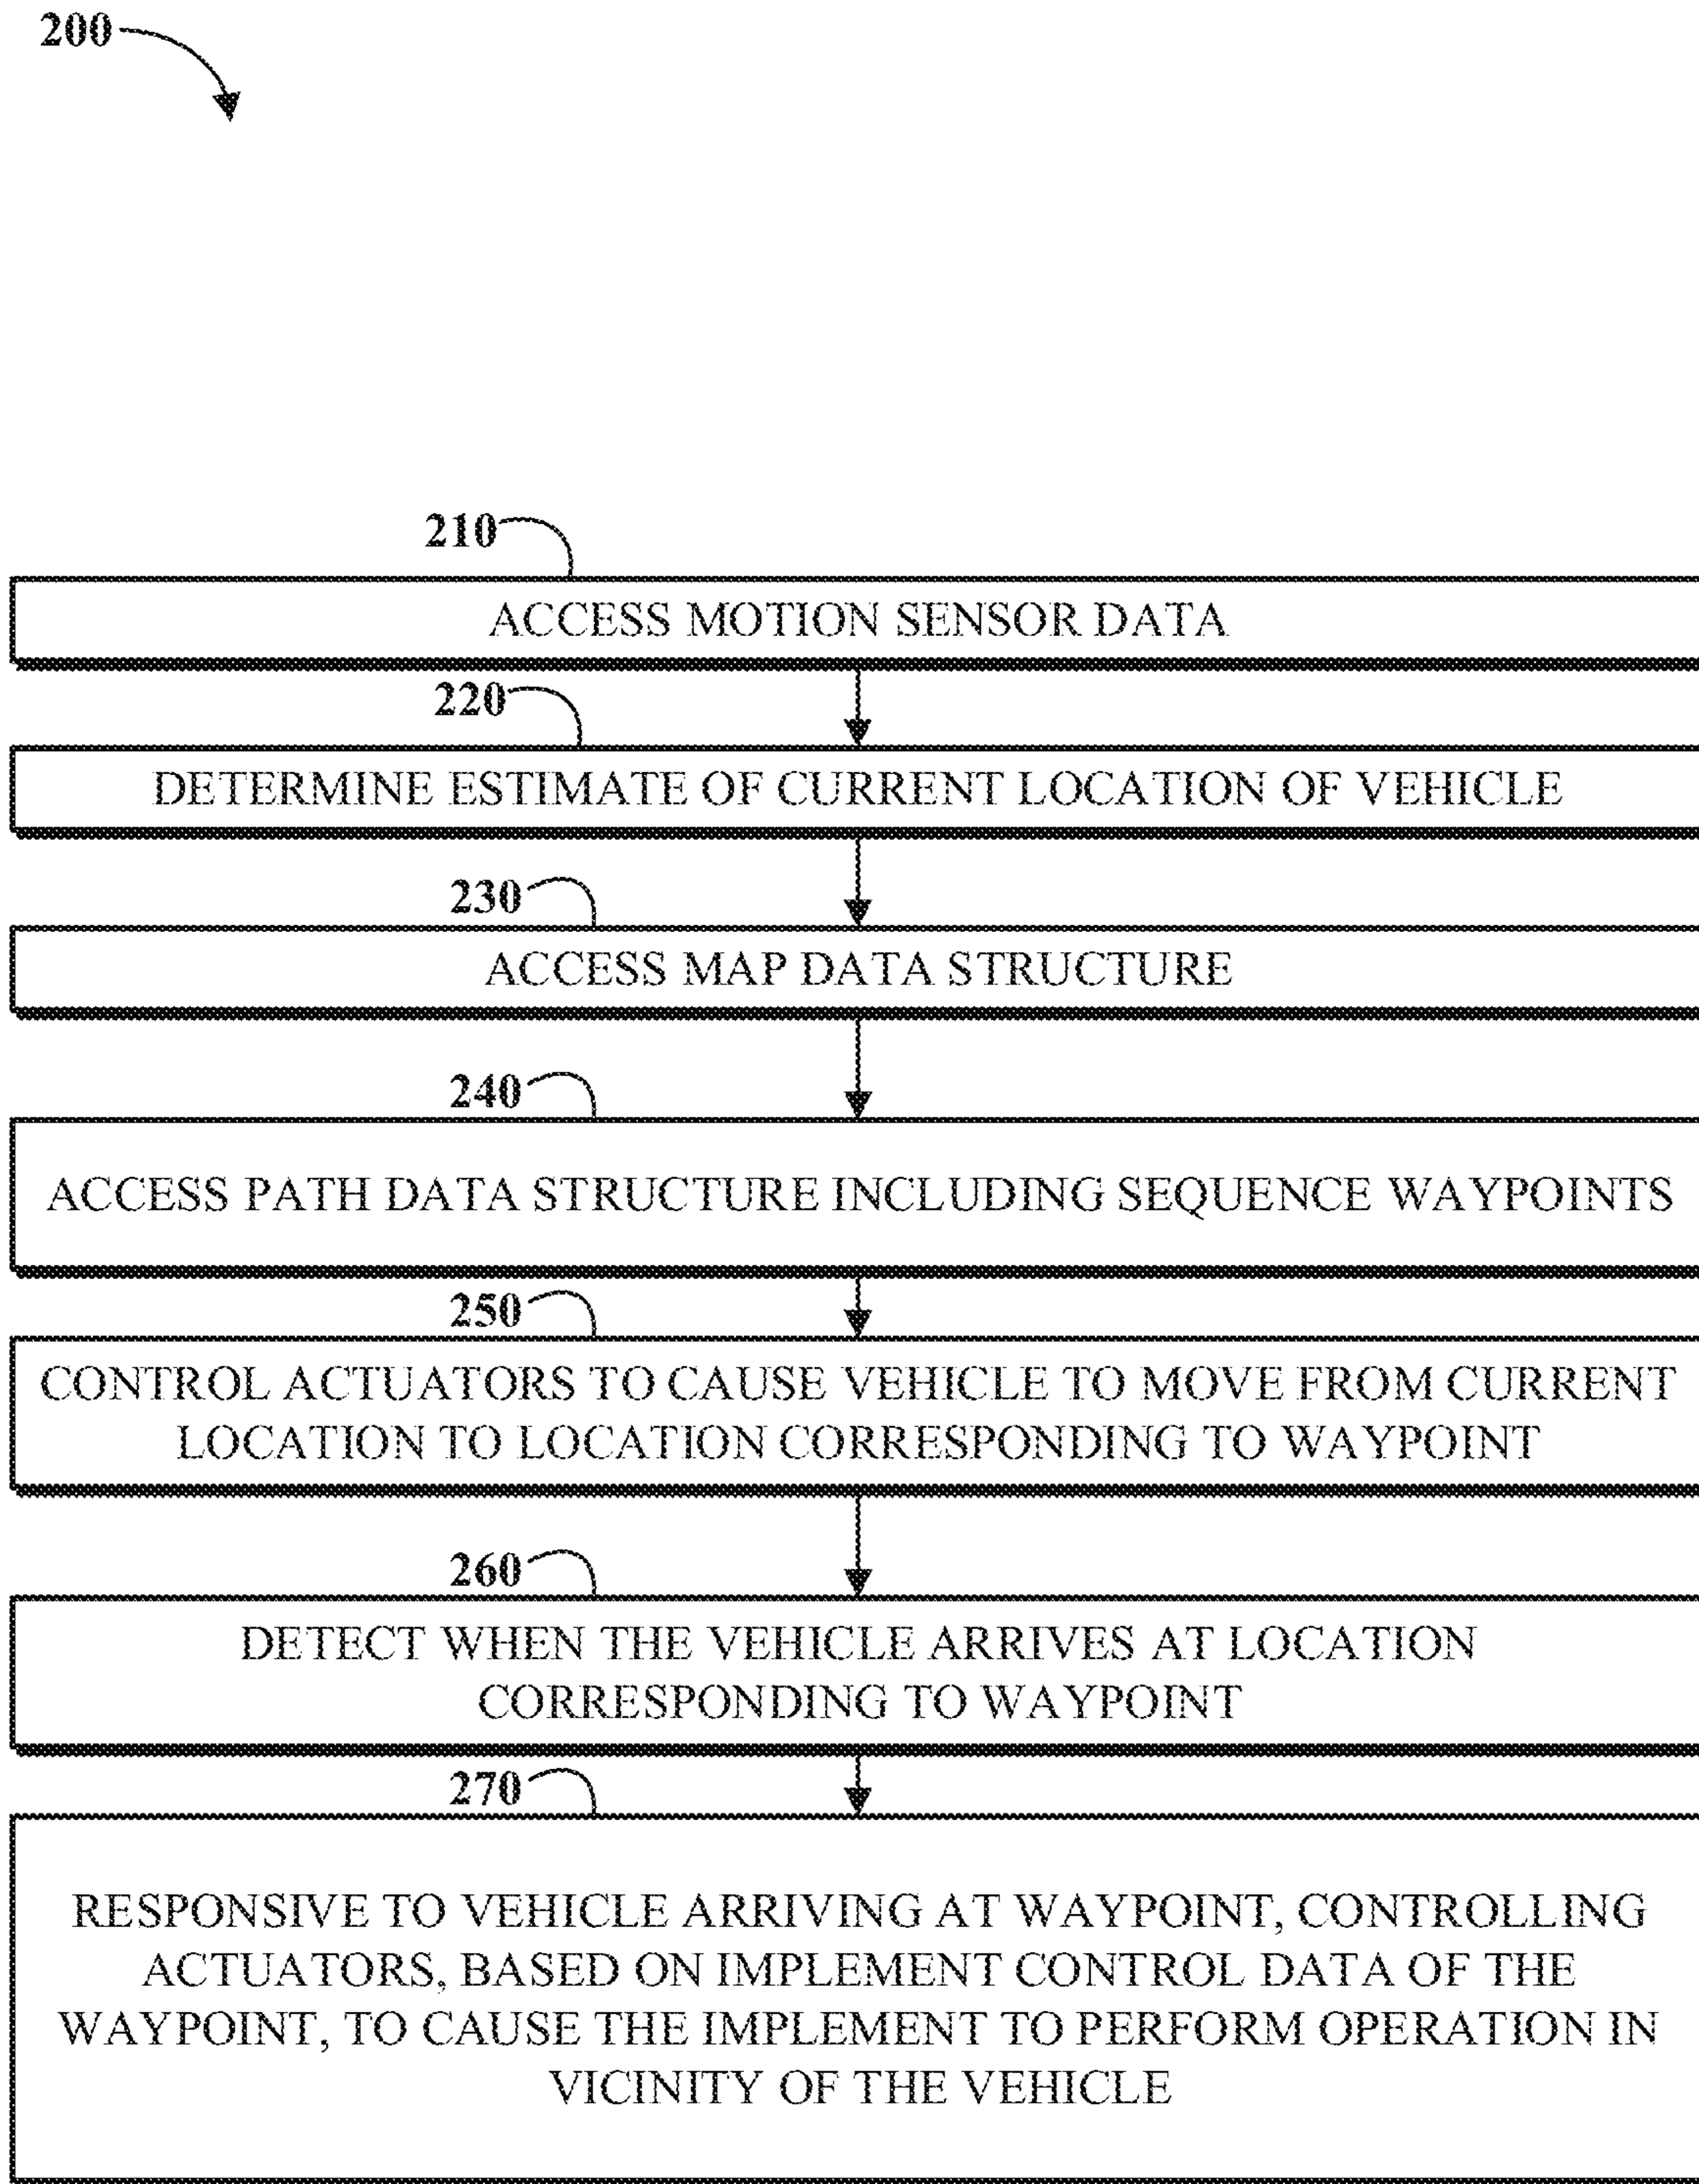 200
210
ACCESS MOTION SENSOR DATA
220
DETERMINE ESTIMATE OF CURRENT LOCATION OF VEHICLE
230
ACCESS MAP DATA STRUCTURE
240
ACCESS PATH DATA STRUCTURE INCLUDING SEQUENCE WAYPOINTS
250
CONTROL ACTUATORS TO CAUSE VEHICLE TO MOVE FROM CURRENT
LOCATION TO LOCATION CORRESPONDING TO WAYPOINT
260
DETECT WHEN THE VEHICLE ARRIVES AT LOCATION
CORRESPONDING TO WAYPOINT
270
RESPONSIVE TO VEHICLE ARRIVING AT WAYPOINT, CONTROLLING
ACTUATORS, BASED ON IMPLEMENT CONTROL DATA OF THE
WAYPOINT, TO CAUSE THE IMPLEMENT TO PERFORM OPERATION IN
VICINITY OF THE VEHICLE